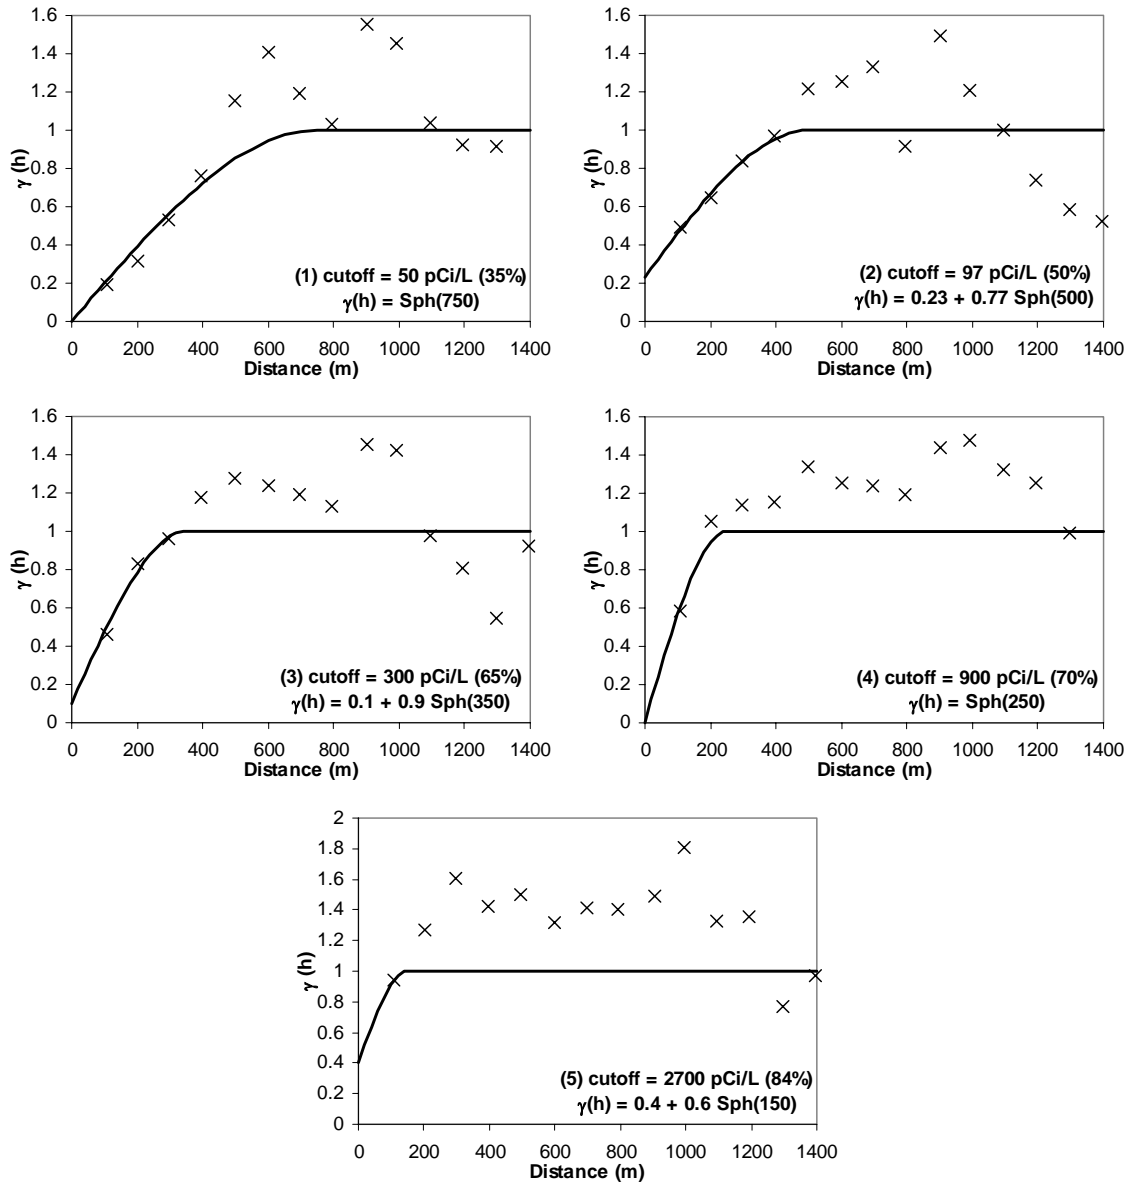 1.6
1.4
1.2
1
0.8
0.6
0.4
0.2
0
γ (h)
(1) cutoff = 50 pCi/L (35%)
γ(h) = Sph(750)
0 200 400 600 800 1000 1200 1400
Distance (m)
1.6
1.4
1.2
1
0.8
0.6
0.4
0.2
0
γ (h)
(2) cutoff = 97 pCi/L (50%)
γ(h) = 0.23 + 0.77 Sph(500)
0 200 400 600 800 1000 1200 1400
Distance (m)
1.6
1.4
1.2
1
0.8
0.6
0.4
0.2
0
γ (h)
(3) cutoff = 300 pCi/L (65%)
γ(h) = 0.1 + 0.9 Sph(350)
0 200 400 600 800 1000 1200 1400
Distance (m)
1.6
1.4
1.2
1
0.8
0.6
0.4
0.2
0
γ (h)
(4) cutoff = 900 pCi/L (70%)
γ(h) = Sph(250)
0 200 400 600 800 1000 1200 1400
Distance (m)
2
1.8
1.6
1.4
1.2
1
0.8
0.6
0.4
0.2
0
γ (h)
(5) cutoff = 2700 pCi/L (84%)
γ(h) = 0.4 + 0.6 Sph(150)
0 200 400 600 800 1000 1200 1400
Distance (m)